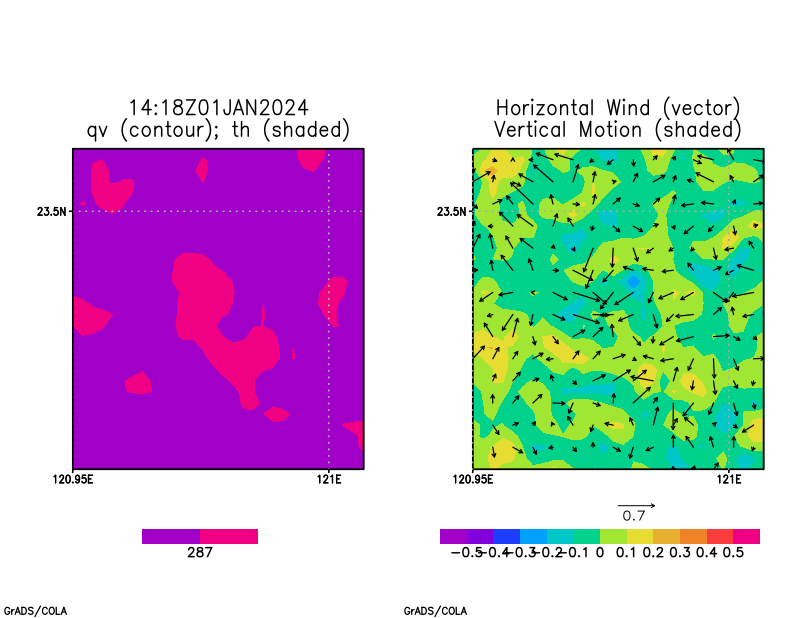 14:18Z01JAN2024
qv (contour); th (shaded)
23.5N
120.95E
121E
287
GrADS/COLA
Horizontal Wind (vector)
Vertical Motion (shaded)
23.5N
120.95E
121E
0.7
-0.5 -0.4 -0.3 -0.2 -0.1 0 0.1 0.2 0.3 0.4 0.5
GrADS/COLA